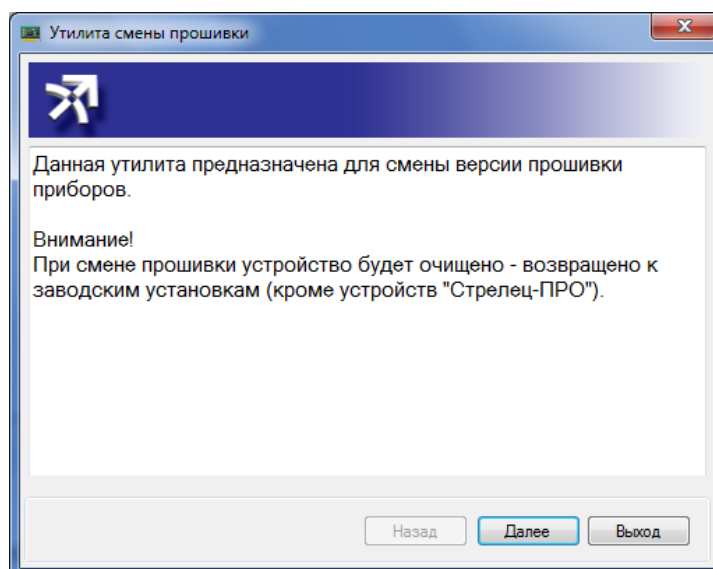 Утилита смены прошивки
Данная утилита предназначена для смены версии прошивки
приборов.
Внимание!
При смене прошивки устройство будет очищено - возвращено к
заводским установкам (кроме устройств "Стрелец-ПРО").
Назад
Далее
Выход